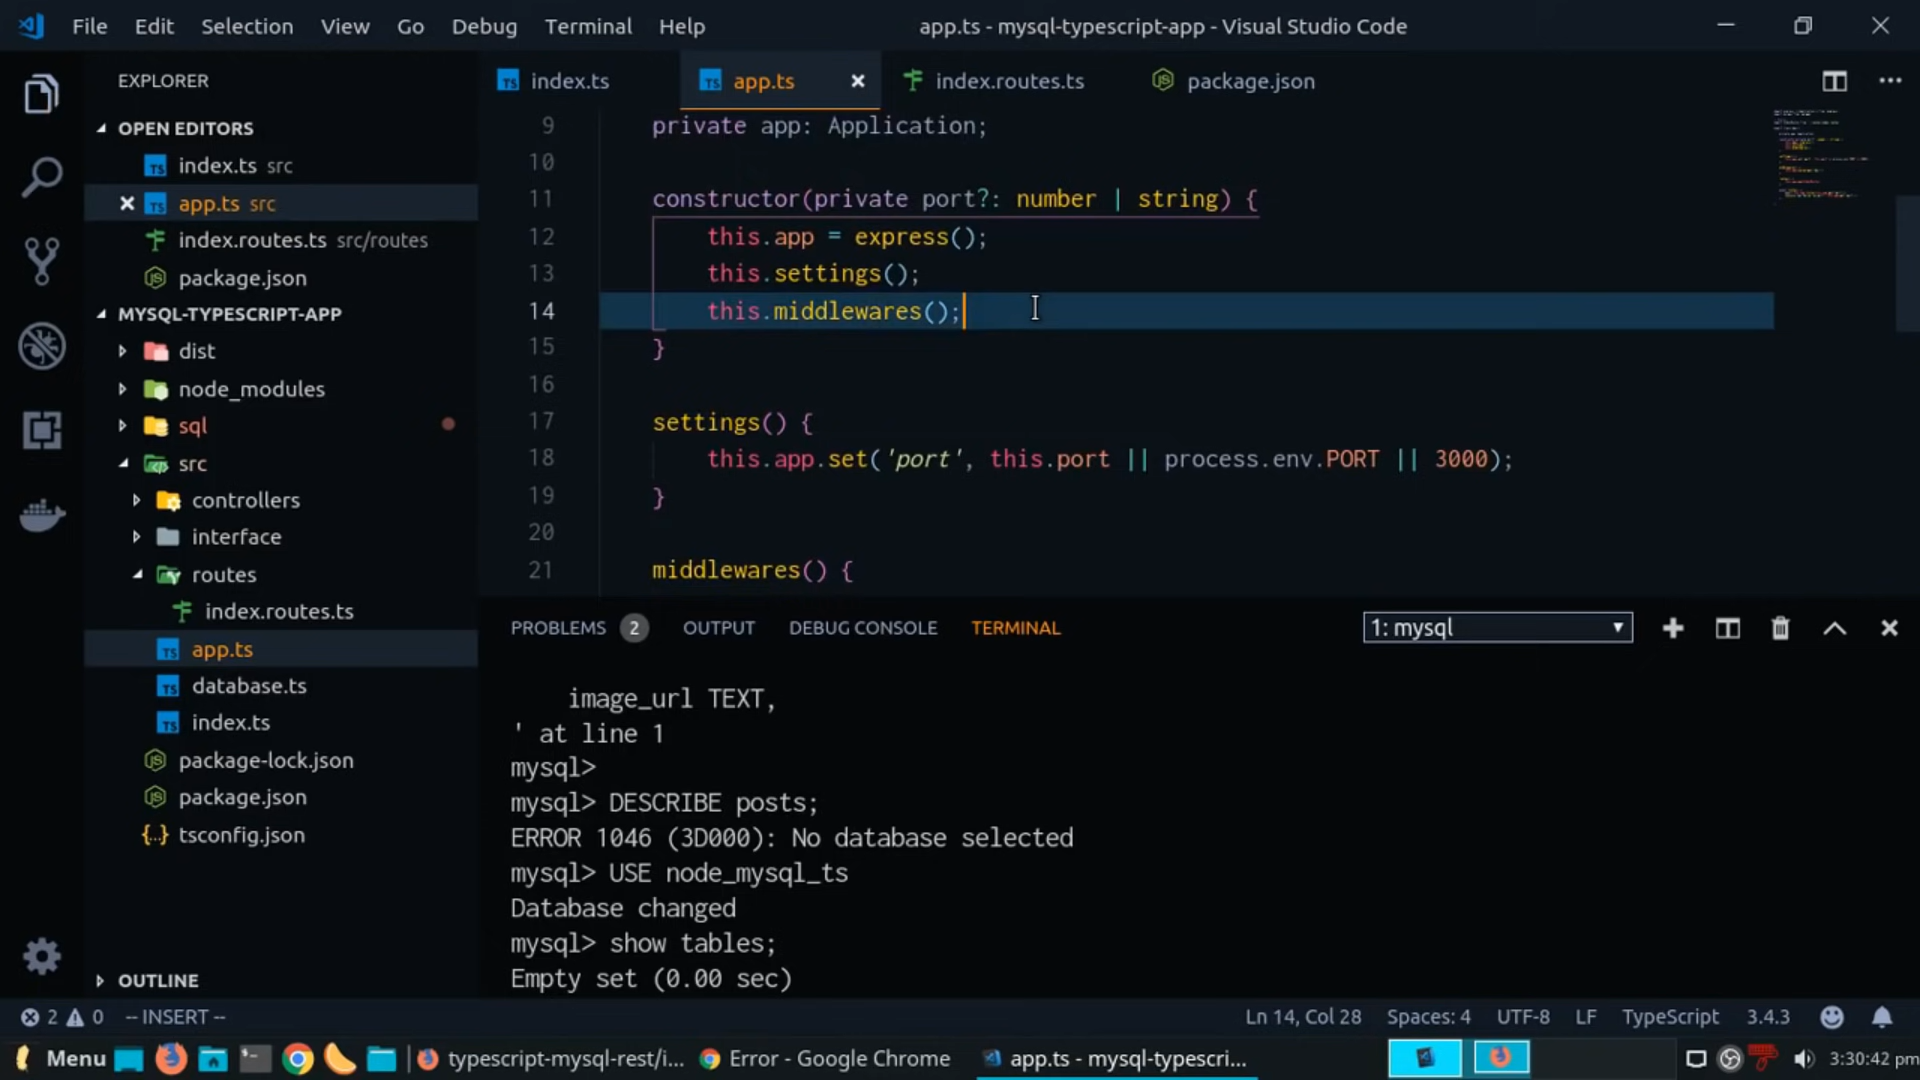 File Edit Selection View Go Debug Terminal Help
app.ts - mysql-typescript-app - Visual Studio Code
EXPLORER
OPEN EDITORS
index.ts src
app.ts src
index.routes.ts src/routes
package.json
MYSQL-TYPESCRIPT-APP
dist
node_modules
sql
src
controllers
interface
routes
index.routes.ts
app.ts
database.ts
index.ts
package-lock.json
package.json
tsconfig.json
OUTLINE
index.ts app.ts index.routes.ts package.json
9 private app: Application;
10
11 constructor(private port?: number | string) {
12 this.app = express();
13 this.settings();
14 this.middlewares();
15 }
16
17 settings() {
18 this.app.set('port', this.port || process.env.PORT || 3000);
19 }
20
21 middlewares() {
PROBLEMS 2 OUTPUT DEBUG CONSOLE TERMINAL 1: mysql
image_url TEXT,
' at line 1
mysql>
mysql> DESCRIBE posts;
ERROR 1046 (3D000): No database selected
mysql> USE node_mysql_ts
Database changed
mysql> show tables;
Empty set (0.00 sec)
2 0 -- INSERT -- Ln 14, Col 28 Spaces: 4 UTF-8 LF TypeScript 3.4.3
Menu typescript-mysql-rest/i... Error - Google Chrome app.ts - mysql-typescri... 3:30:42 pm